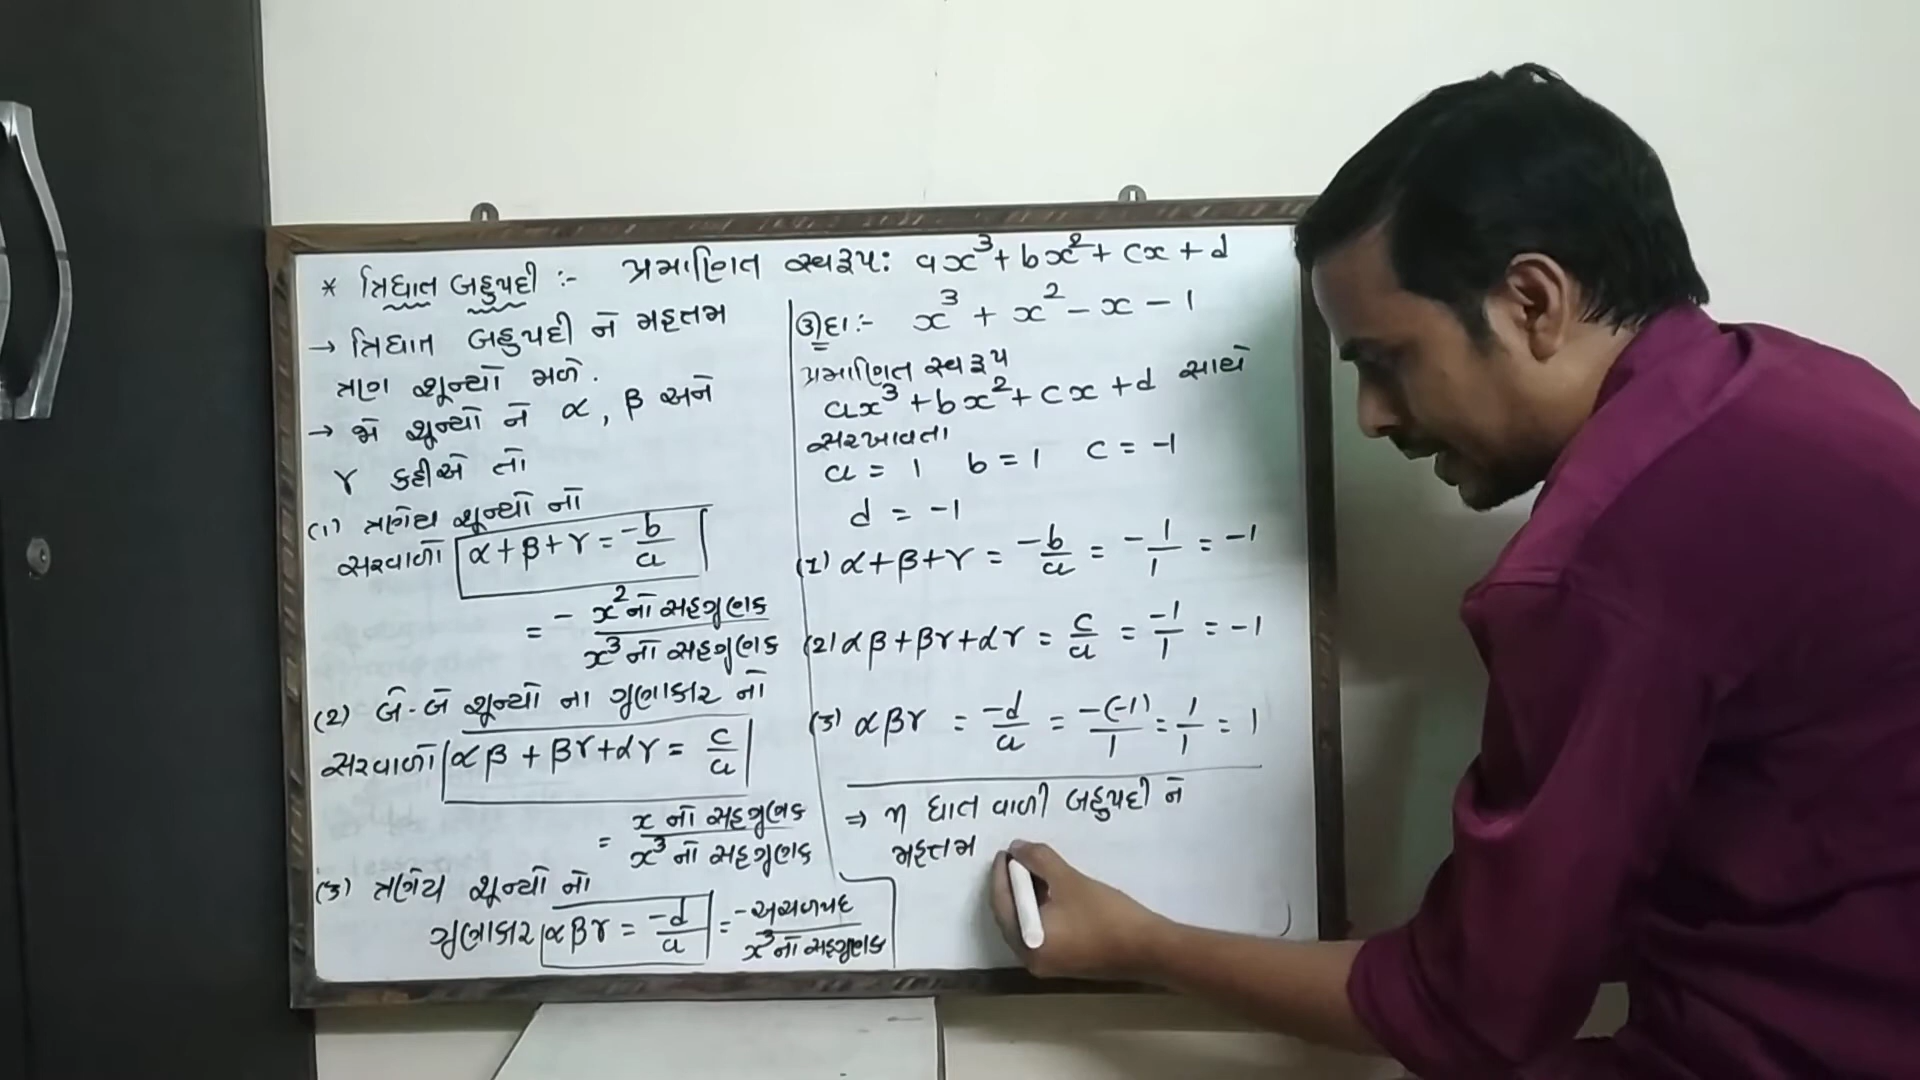 * ત્રિઘાત બહુપદી :- પ્રમાણિત સ્વરૂપ: ax³ + bx² + cx + d
→ ત્રિઘાત બહુપદી ને મહત્તમ
ત્રણ શૂન્યો મળે.
→ જો શૂન્યો ને α, β અને
γ કહીએ તો
(1) ત્રણેય શૂન્યો નો
સરવાળો α + β + γ = -b/a
= - x² નો સહગુણક / x³ નો સહગુણક
(2) બે-બે શૂન્યો ના ગુણાકાર નો
સરવાળો αβ + βγ + αγ = c/a
= x નો સહગુણક / x³ નો સહગુણક
(3) ત્રણેય શૂન્યો નો
ગુણાકાર αβγ = -d/a = -અચળપદ / x³ નો સહગુણક
ઉદા :- x³ + x² - x - 1
પ્રમાણિત સ્વરૂપ
ax³ + bx² + cx + d સાથે
સરખાવતા
a = 1 b = 1 c = -1
d = -1
(1) α + β + γ = -b/a = -1/1 = -1
(2) αβ + βγ + αγ = c/a = -1/1 = -1
(3) αβγ = -d/a = -(-1)/1 = 1/1 = 1
⇒ n ઘાત વાળી બહુપદી ને
મહત્તમ